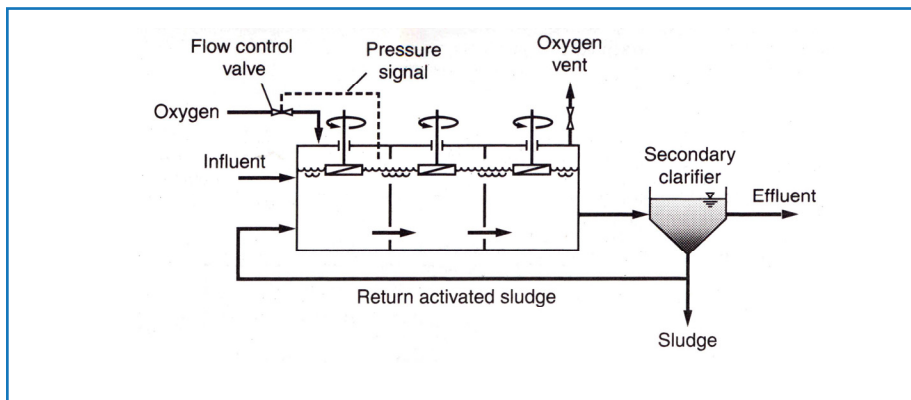 Flow control
valve
Pressure
signal
Oxygen
vent
Oxygen
Influent
Secondary
clarifier
Effluent
Return activated sludge
Sludge